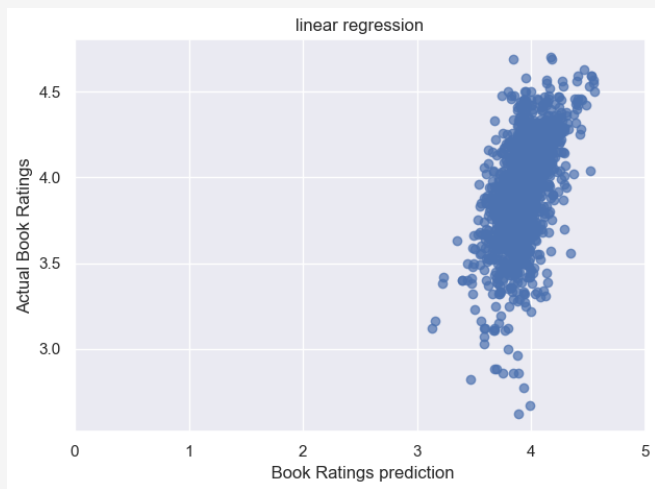 linear regression
4.5
4.0
3.5
3.0
Actual Book Ratings
0 1 2 3 4 5
Book Ratings prediction